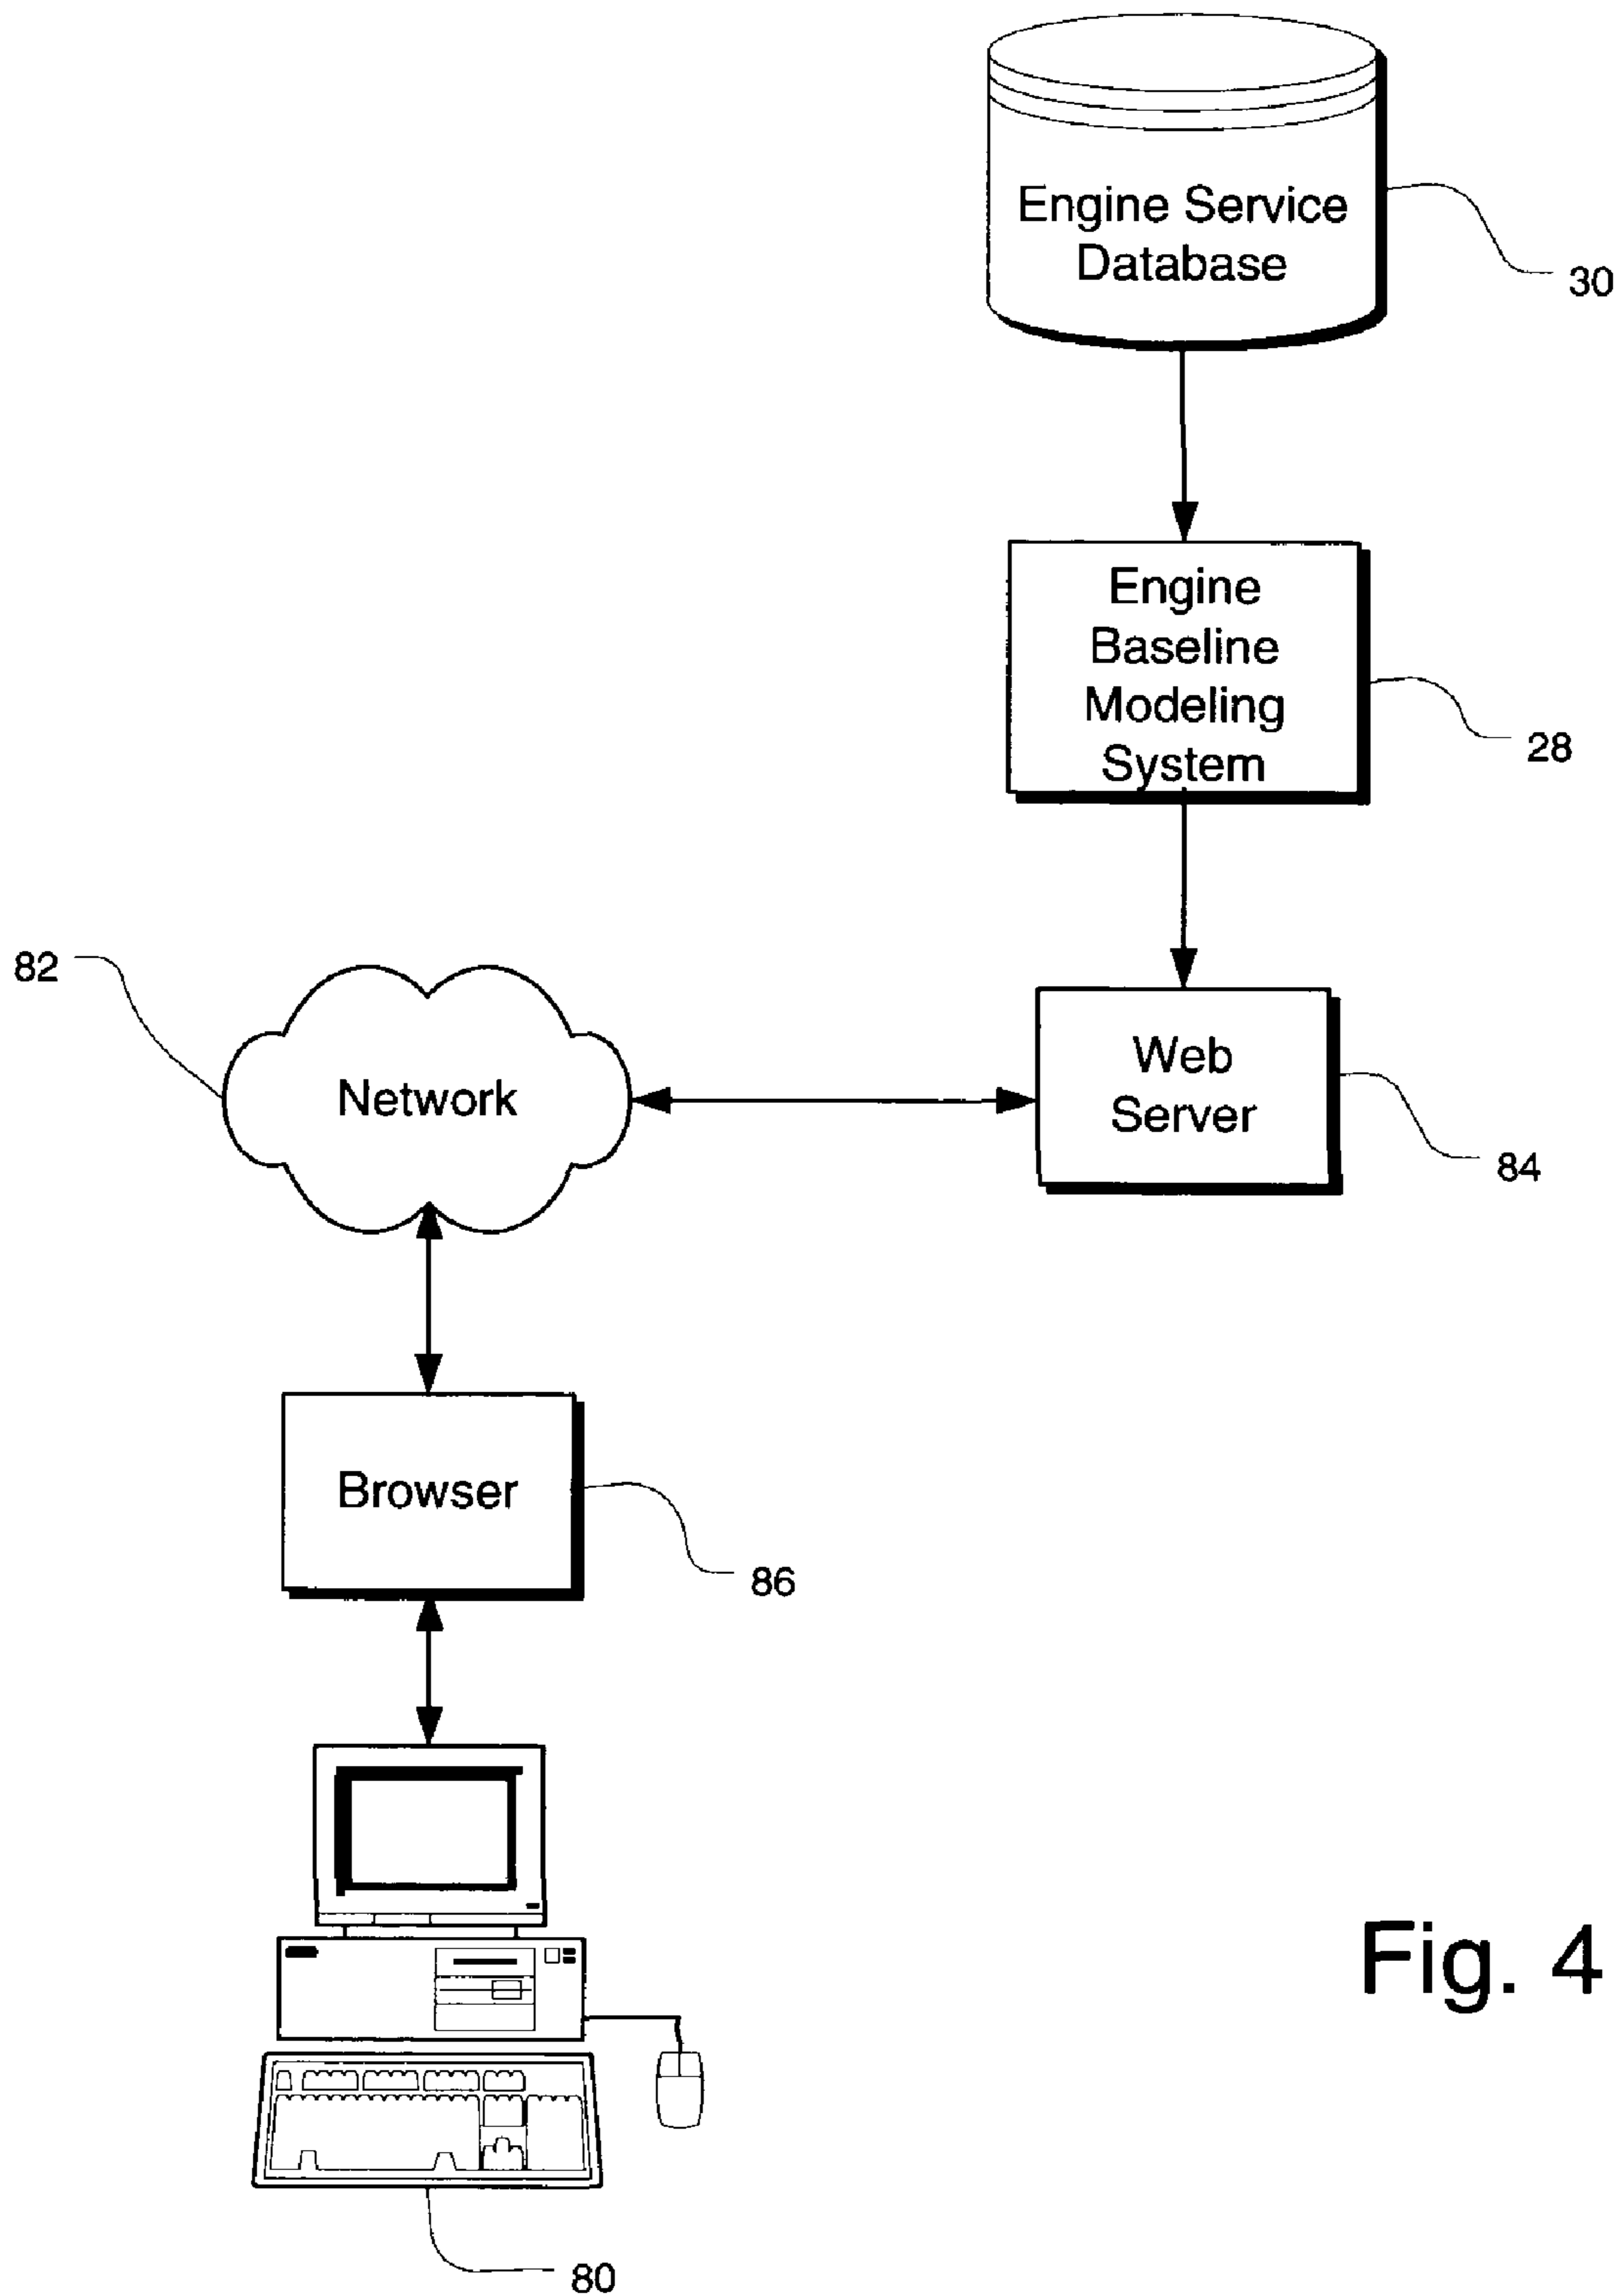 Engine Service
Database
30
Engine
Baseline
Modeling
System
28
82
Network
Web
Server
84
Browser
86
Fig. 4
80